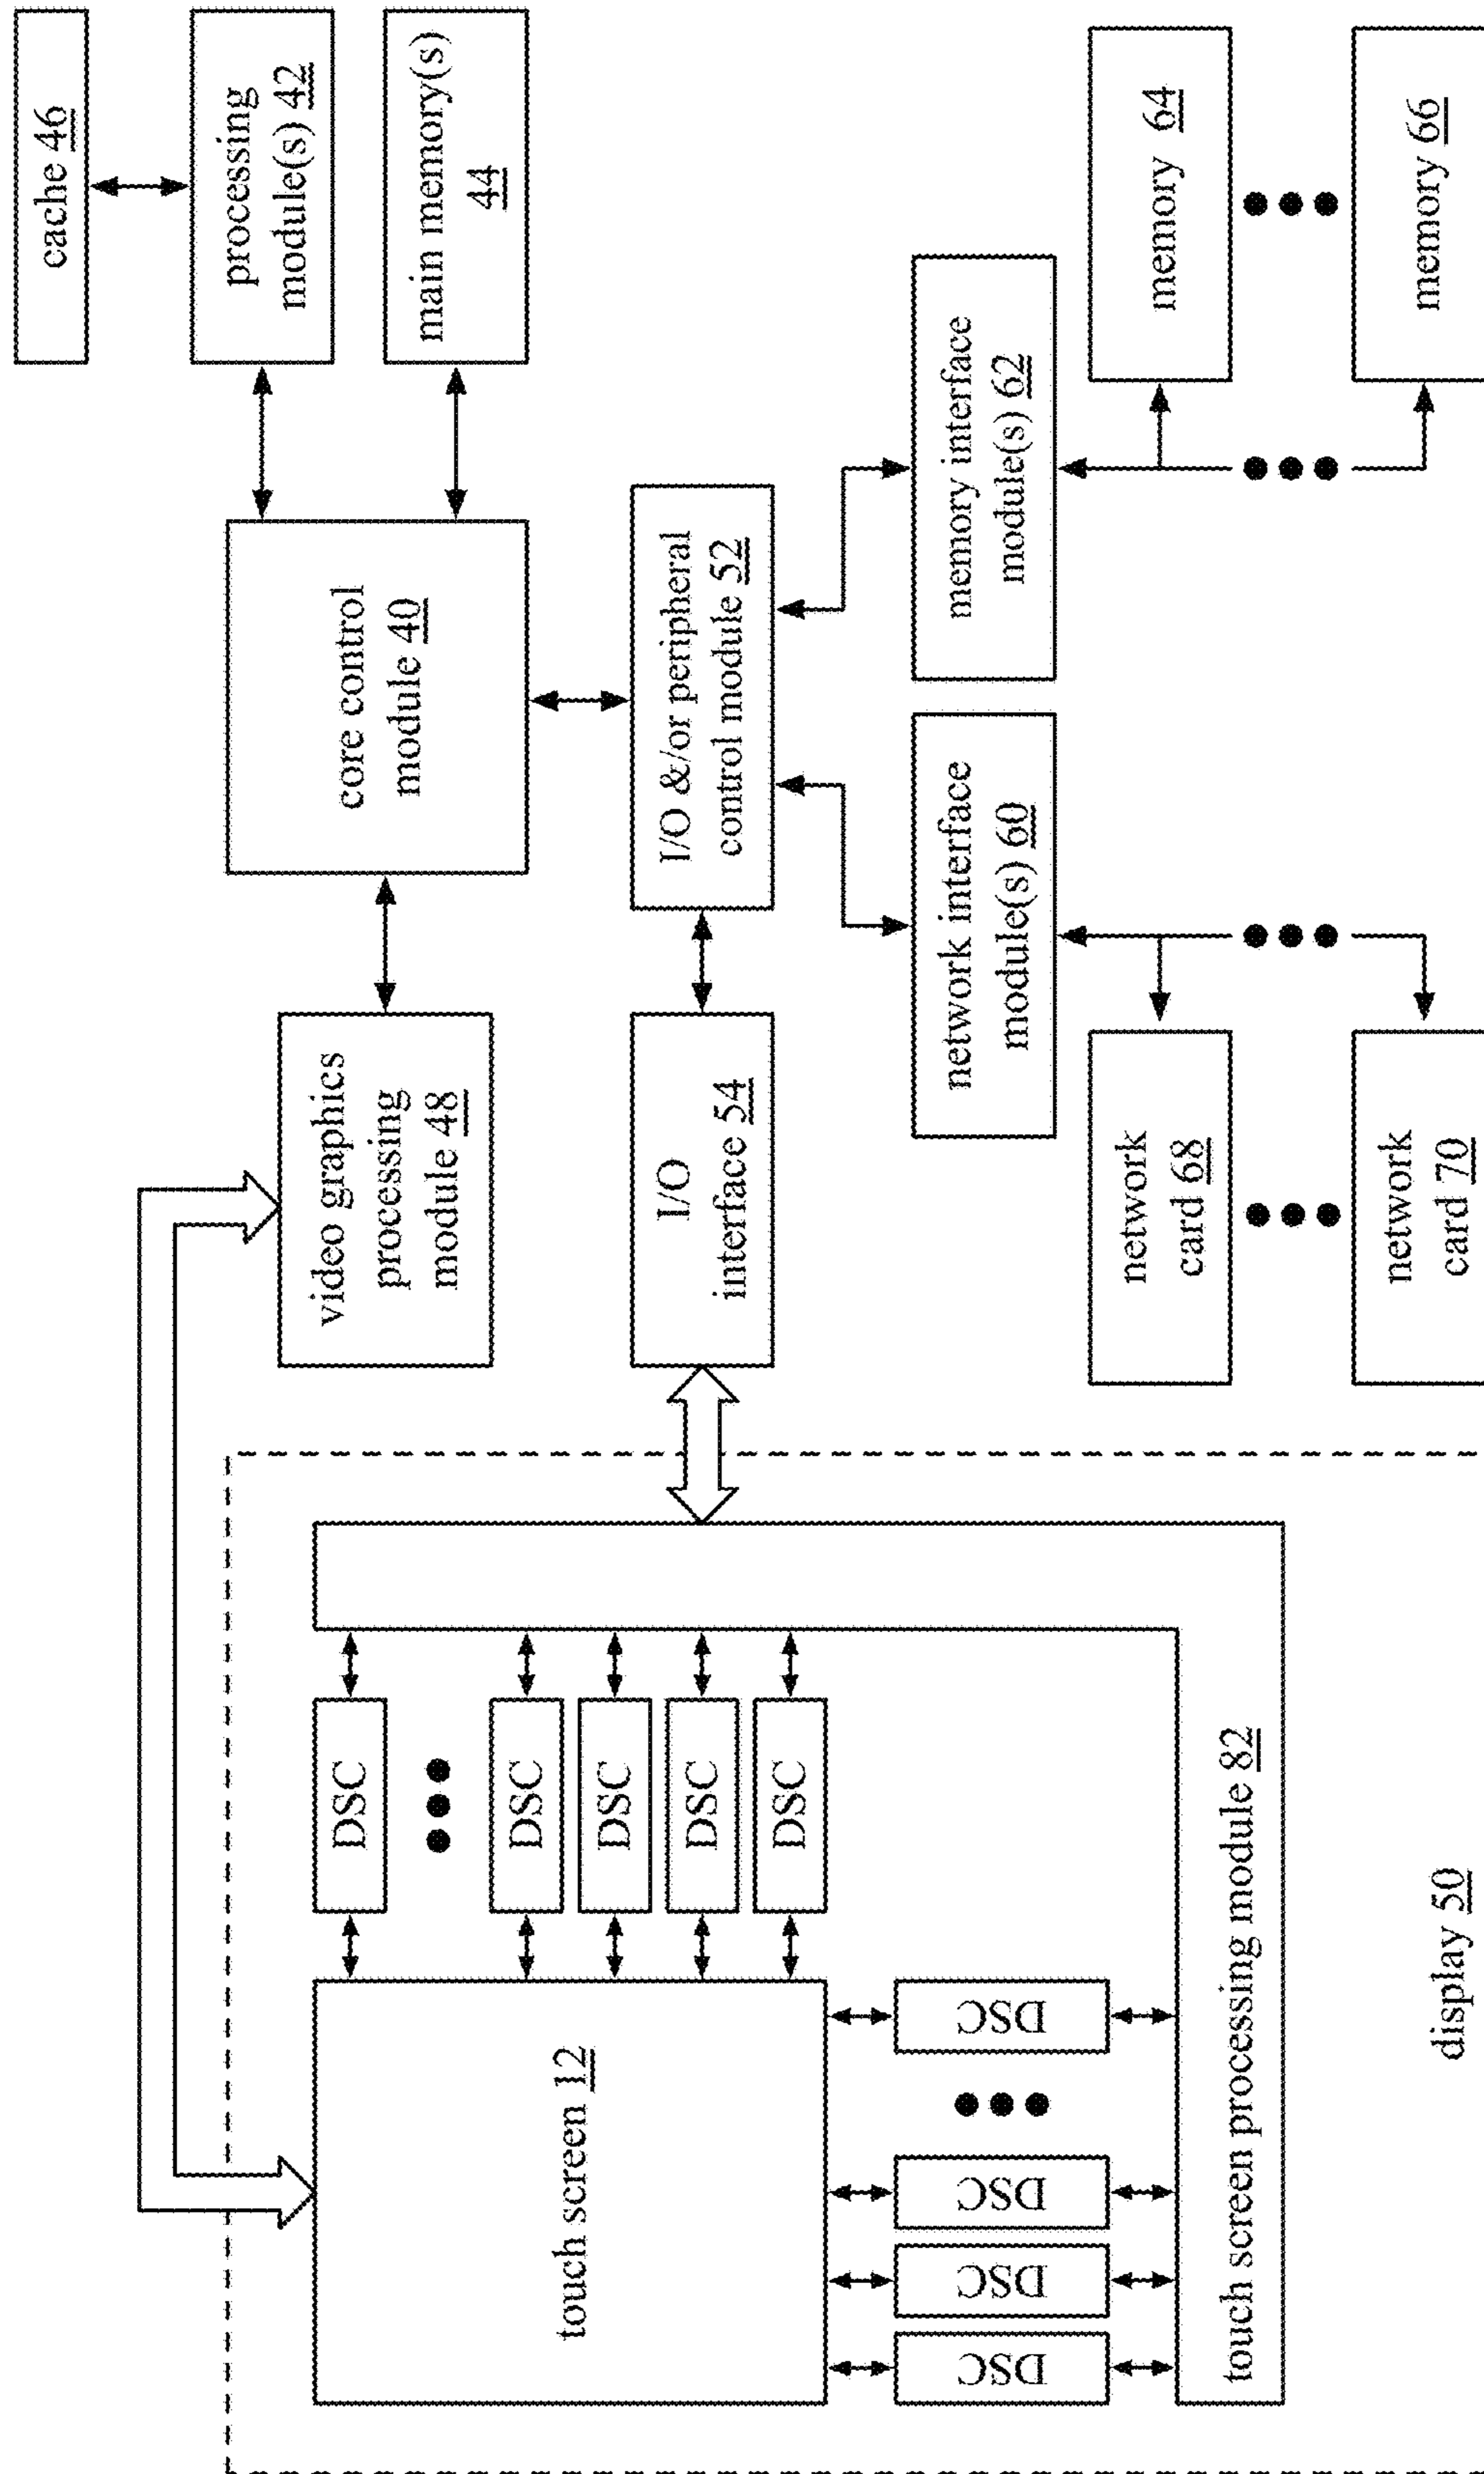 cache 46
processing
module(s) 42
main memory(s)
44
core control
module 40
video graphics
processing
module 48
touch screen 12
DSC
DSC
DSC
DSC
DSC
I/O
interface 54
I/O &/or peripheral
control module 52
DSC
DSC
DSC
DSC
network interface
module(s) 60
memory interface
module(s) 62
touch screen processing module 82
network
card 68
memory 64
display 50
network
card 70
memory 66